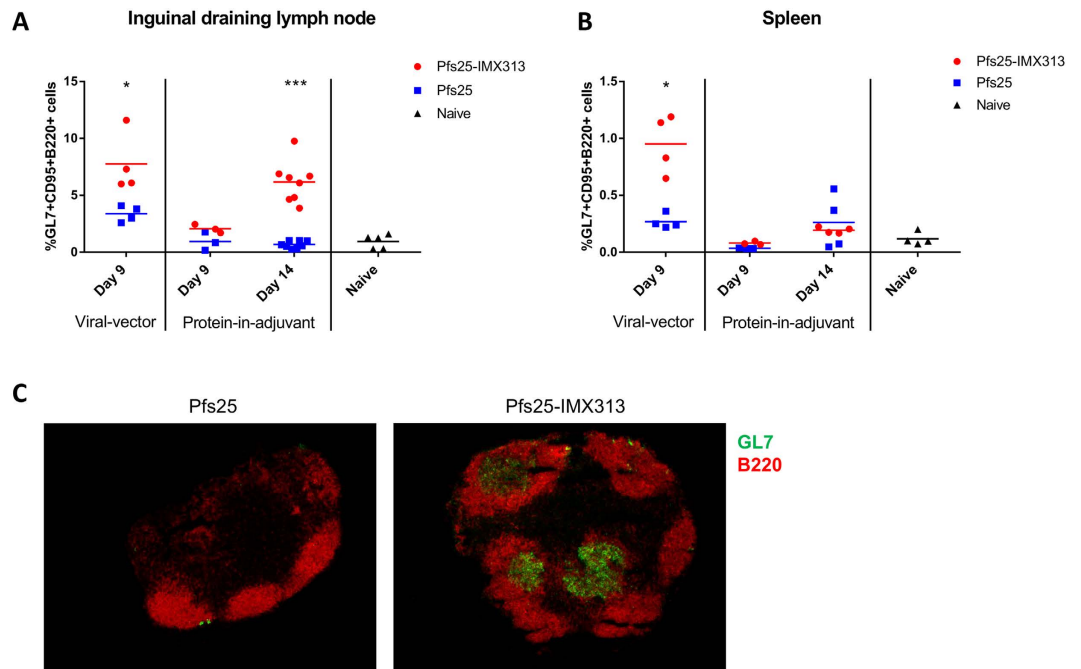 A
Inguinal draining lymph node
%GL7+CD95+B220+ cells
15
10
5
0
*
***
Pfs25-IMX313
Pfs25
Naive
Day 9
Day 9
Day 14
Naive
Viral-vector
Protein-in-adjuvant
B
Spleen
%GL7+CD95+B220+ cells
1.5
1.0
0.5
0.0
*
Pfs25-IMX313
Pfs25
Naive
Day 9
Day 9
Day 14
Naive
Viral-vector
Protein-in-adjuvant
C
Pfs25
Pfs25-IMX313
GL7
B220